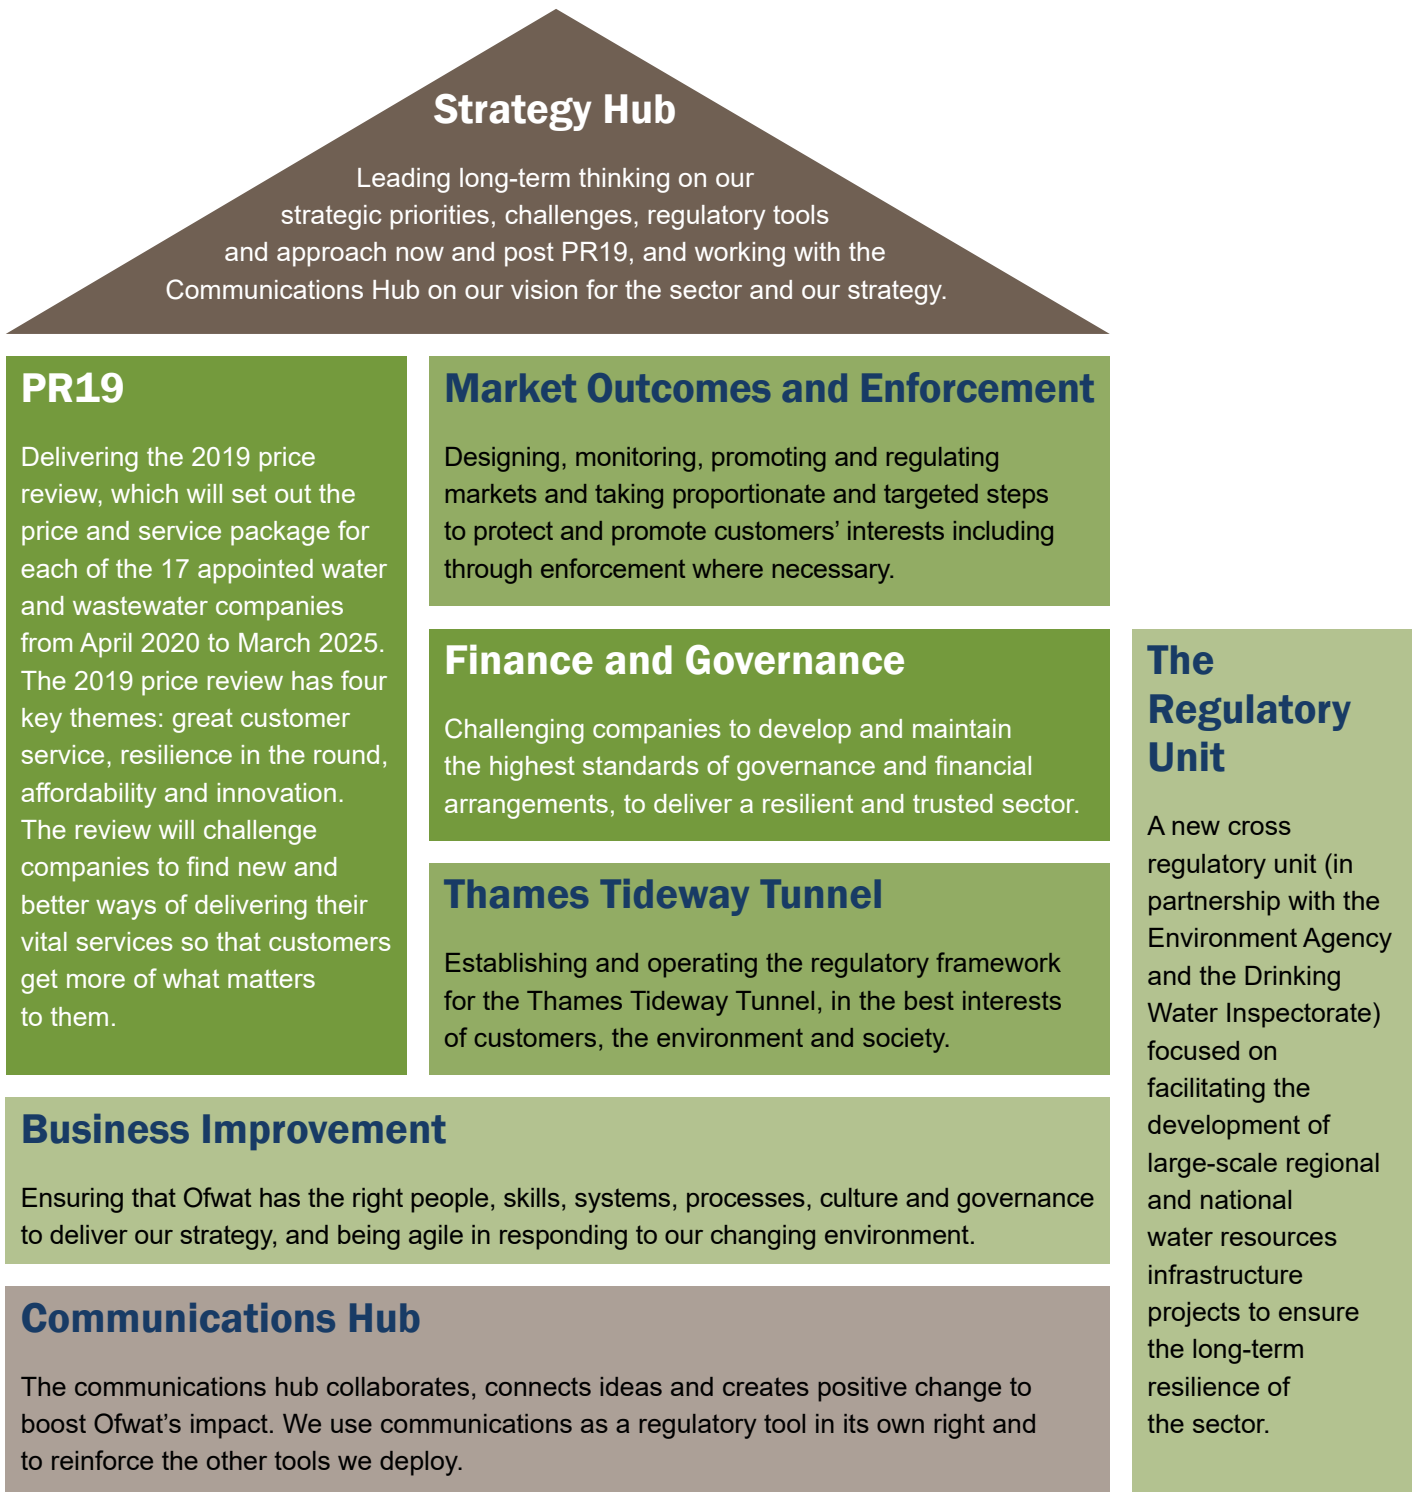 Strategy Hub
Leading long-term thinking on our
strategic priorities, challenges, regulatory tools
and approach now and post PR19, and working with the
Communications Hub on our vision for the sector and our strategy.
PR19
Delivering the 2019 price
review, which will set out the
price and service package for
each of the 17 appointed water
and wastewater companies
from April 2020 to March 2025.
The 2019 price review has four
key themes: great customer
service, resilience in the round,
affordability and innovation.
The review will challenge
companies to find new and
better ways of delivering their
vital services so that customers
get more of what matters
to them.
Market Outcomes and Enforcement
Designing, monitoring, promoting and regulating
markets and taking proportionate and targeted steps
to protect and promote customers’ interests including
through enforcement where necessary.
Finance and Governance
Challenging companies to develop and maintain
the highest standards of governance and financial
arrangements, to deliver a resilient and trusted sector.
Thames Tideway Tunnel
Establishing and operating the regulatory framework
for the Thames Tideway Tunnel, in the best interests
of customers, the environment and society.
Business Improvement
Ensuring that Ofwat has the right people, skills, systems, processes, culture and governance
to deliver our strategy, and being agile in responding to our changing environment.
Communications Hub
The communications hub collaborates, connects ideas and creates positive change to
boost Ofwat’s impact. We use communications as a regulatory tool in its own right and
to reinforce the other tools we deploy.
The
Regulatory
Unit
A new cross
regulatory unit (in
partnership with the
Environment Agency
and the Drinking
Water Inspectorate)
focused on
facilitating the
development of
large-scale regional
and national
water resources
infrastructure
projects to ensure
the long-term
resilience of
the sector.